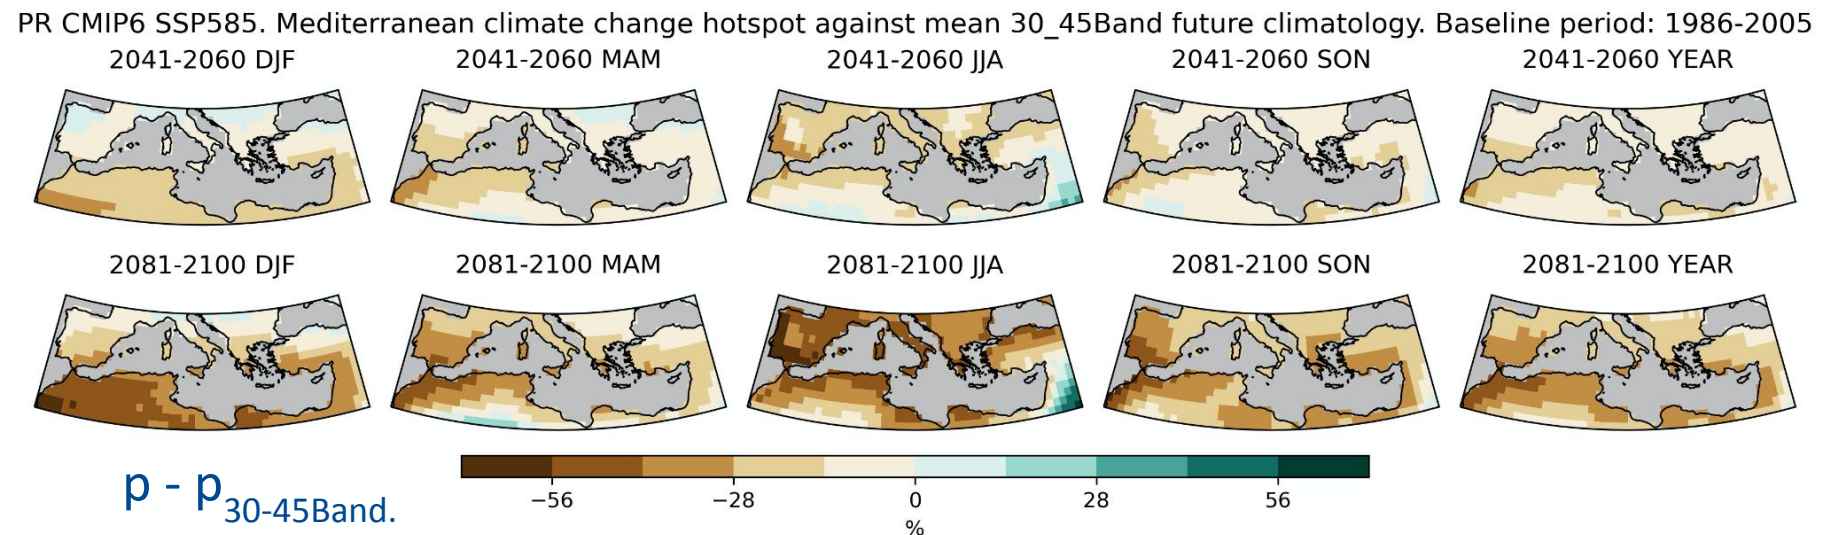 PR CMIP6 SSP585. Mediterranean climate change hotspot against mean 30_45Band future climatology. Baseline period: 1986-2005
2041-2060 DJF
2041-2060 MAM
2041-2060 JJA
2041-2060 SON
2041-2060 YEAR
2081-2100 DJF
2081-2100 MAM
2081-2100 JJA
2081-2100 SON
2081-2100 YEAR
p - p30-45Band.
−56 −28 0 28 56
%